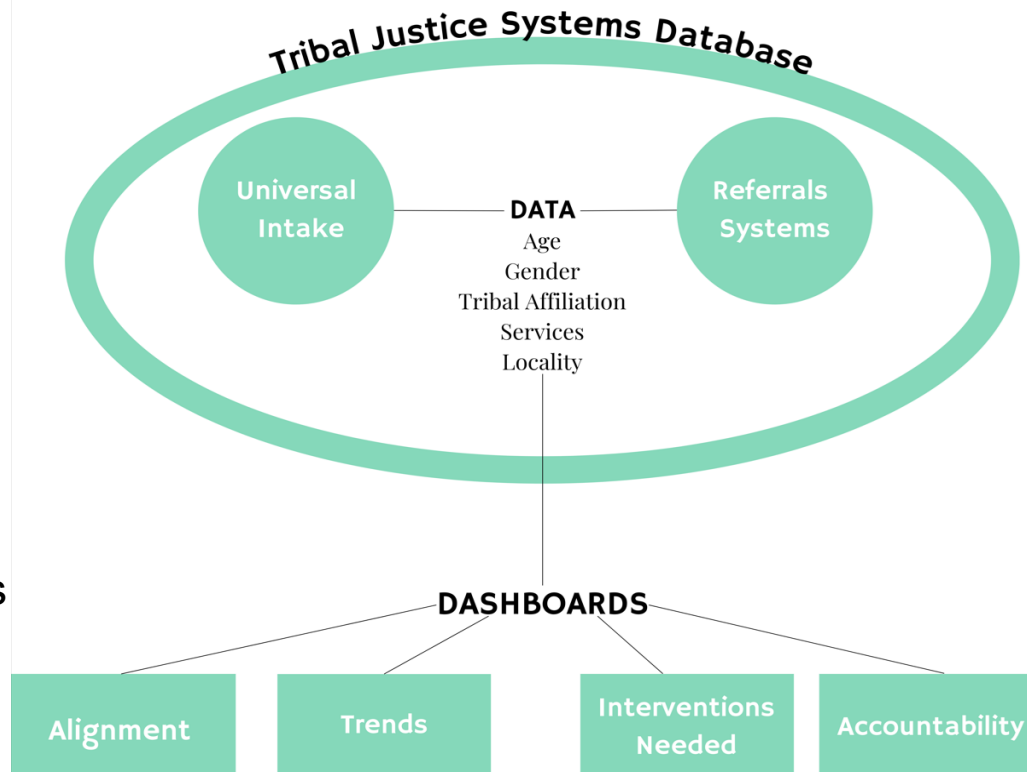 Tribal Justice Systems Database
Universal
Intake
DATA
Referrals
Systems
Age
Gender
Tribal Affiliation
Services
Locality
S
DASHBOARDS
Alignment
Trends
Interventions
Needed
Accountability